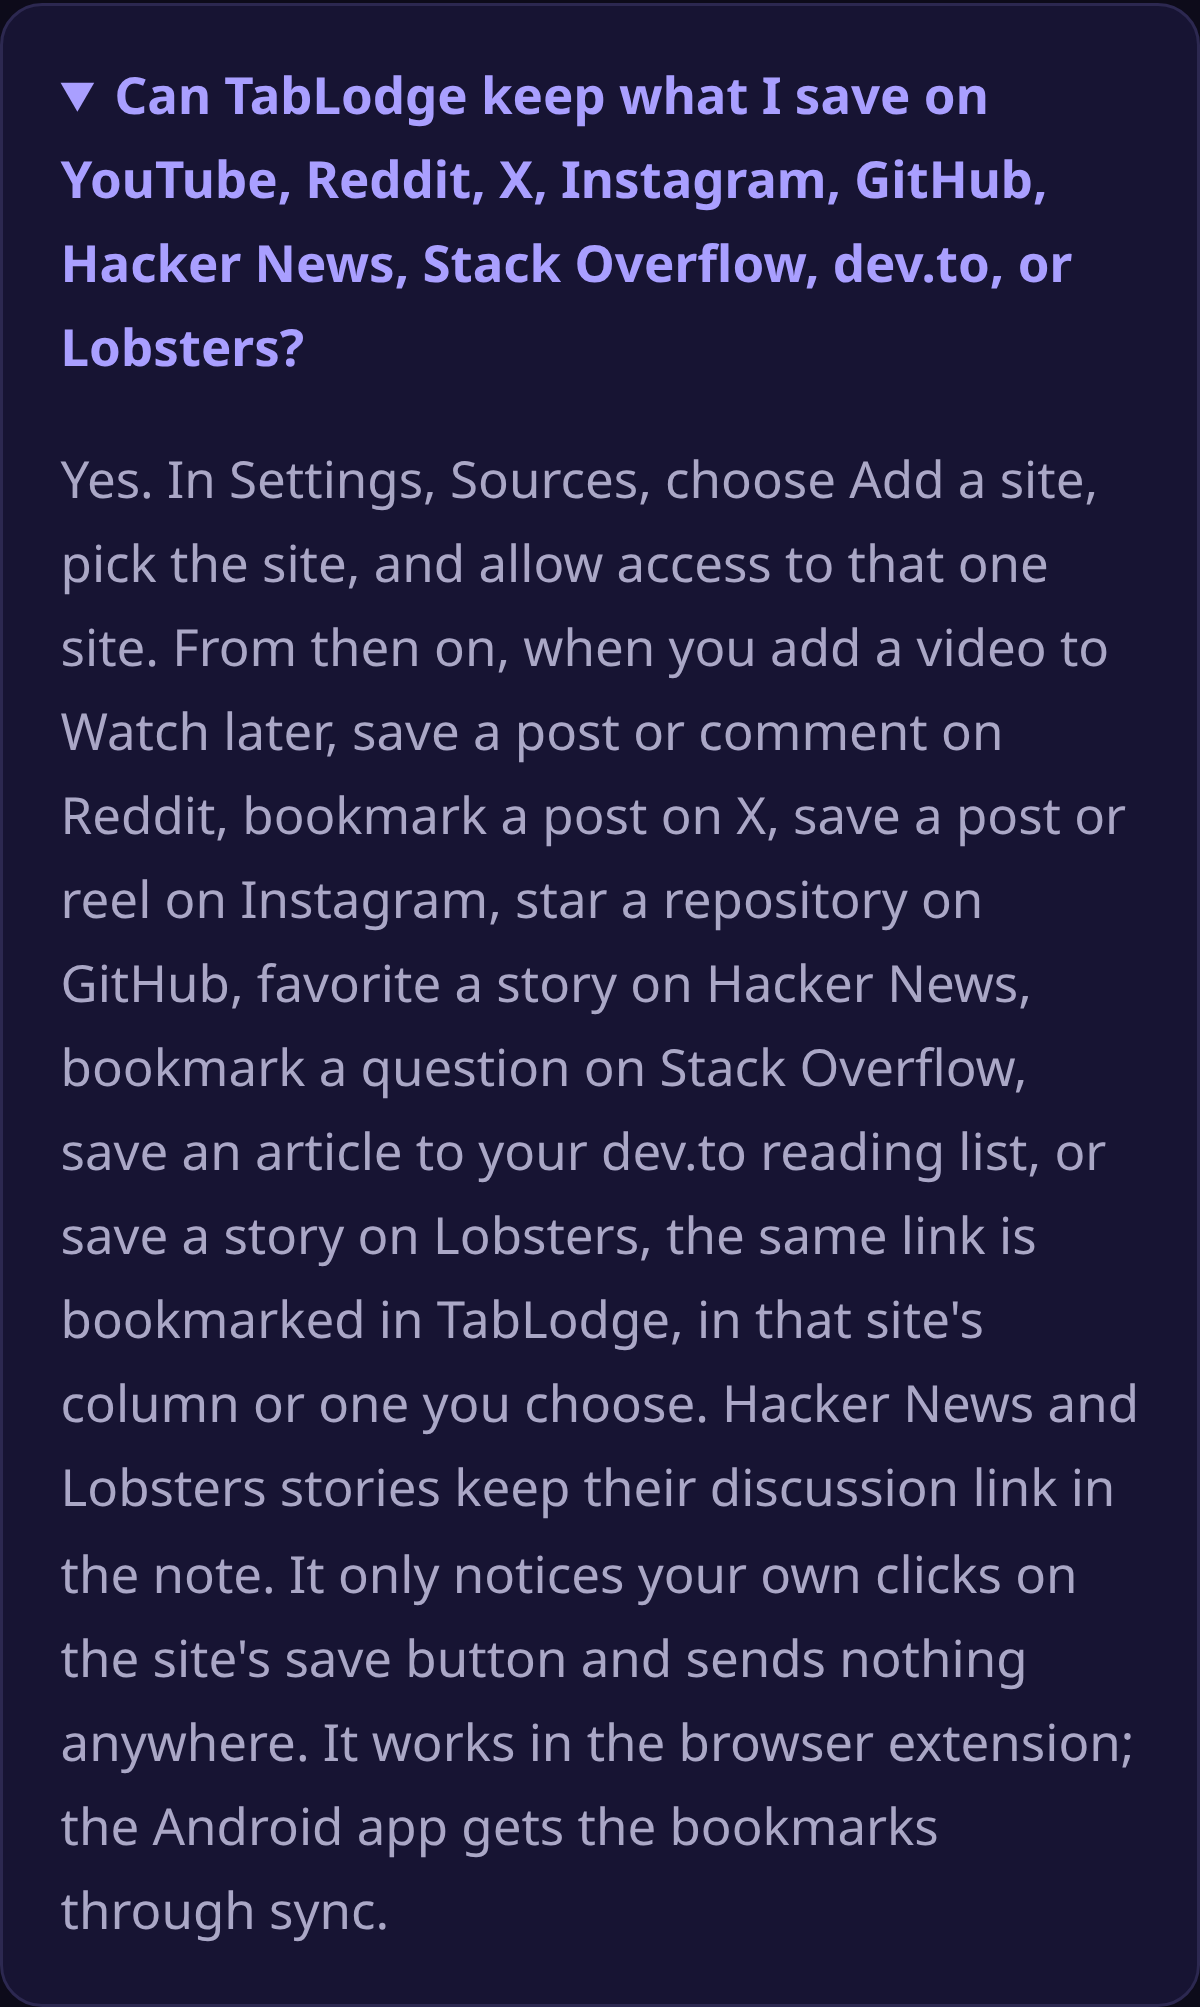 ▼ Can TabLodge keep what I save on
YouTube, Reddit, X, Instagram, GitHub,
Hacker News, Stack Overflow, dev.to, or
Lobsters?
Yes. In Settings, Sources, choose Add a site,
pick the site, and allow access to that one
site. From then on, when you add a video to
Watch later, save a post or comment on
Reddit, bookmark a post on X, save a post or
reel on Instagram, star a repository on
GitHub, favorite a story on Hacker News,
bookmark a question on Stack Overflow,
save an article to your dev.to reading list, or
save a story on Lobsters, the same link is
bookmarked in TabLodge, in that site's
column or one you choose. Hacker News and
Lobsters stories keep their discussion link in
the note. It only notices your own clicks on
the site's save button and sends nothing
anywhere. It works in the browser extension;
the Android app gets the bookmarks
through sync.